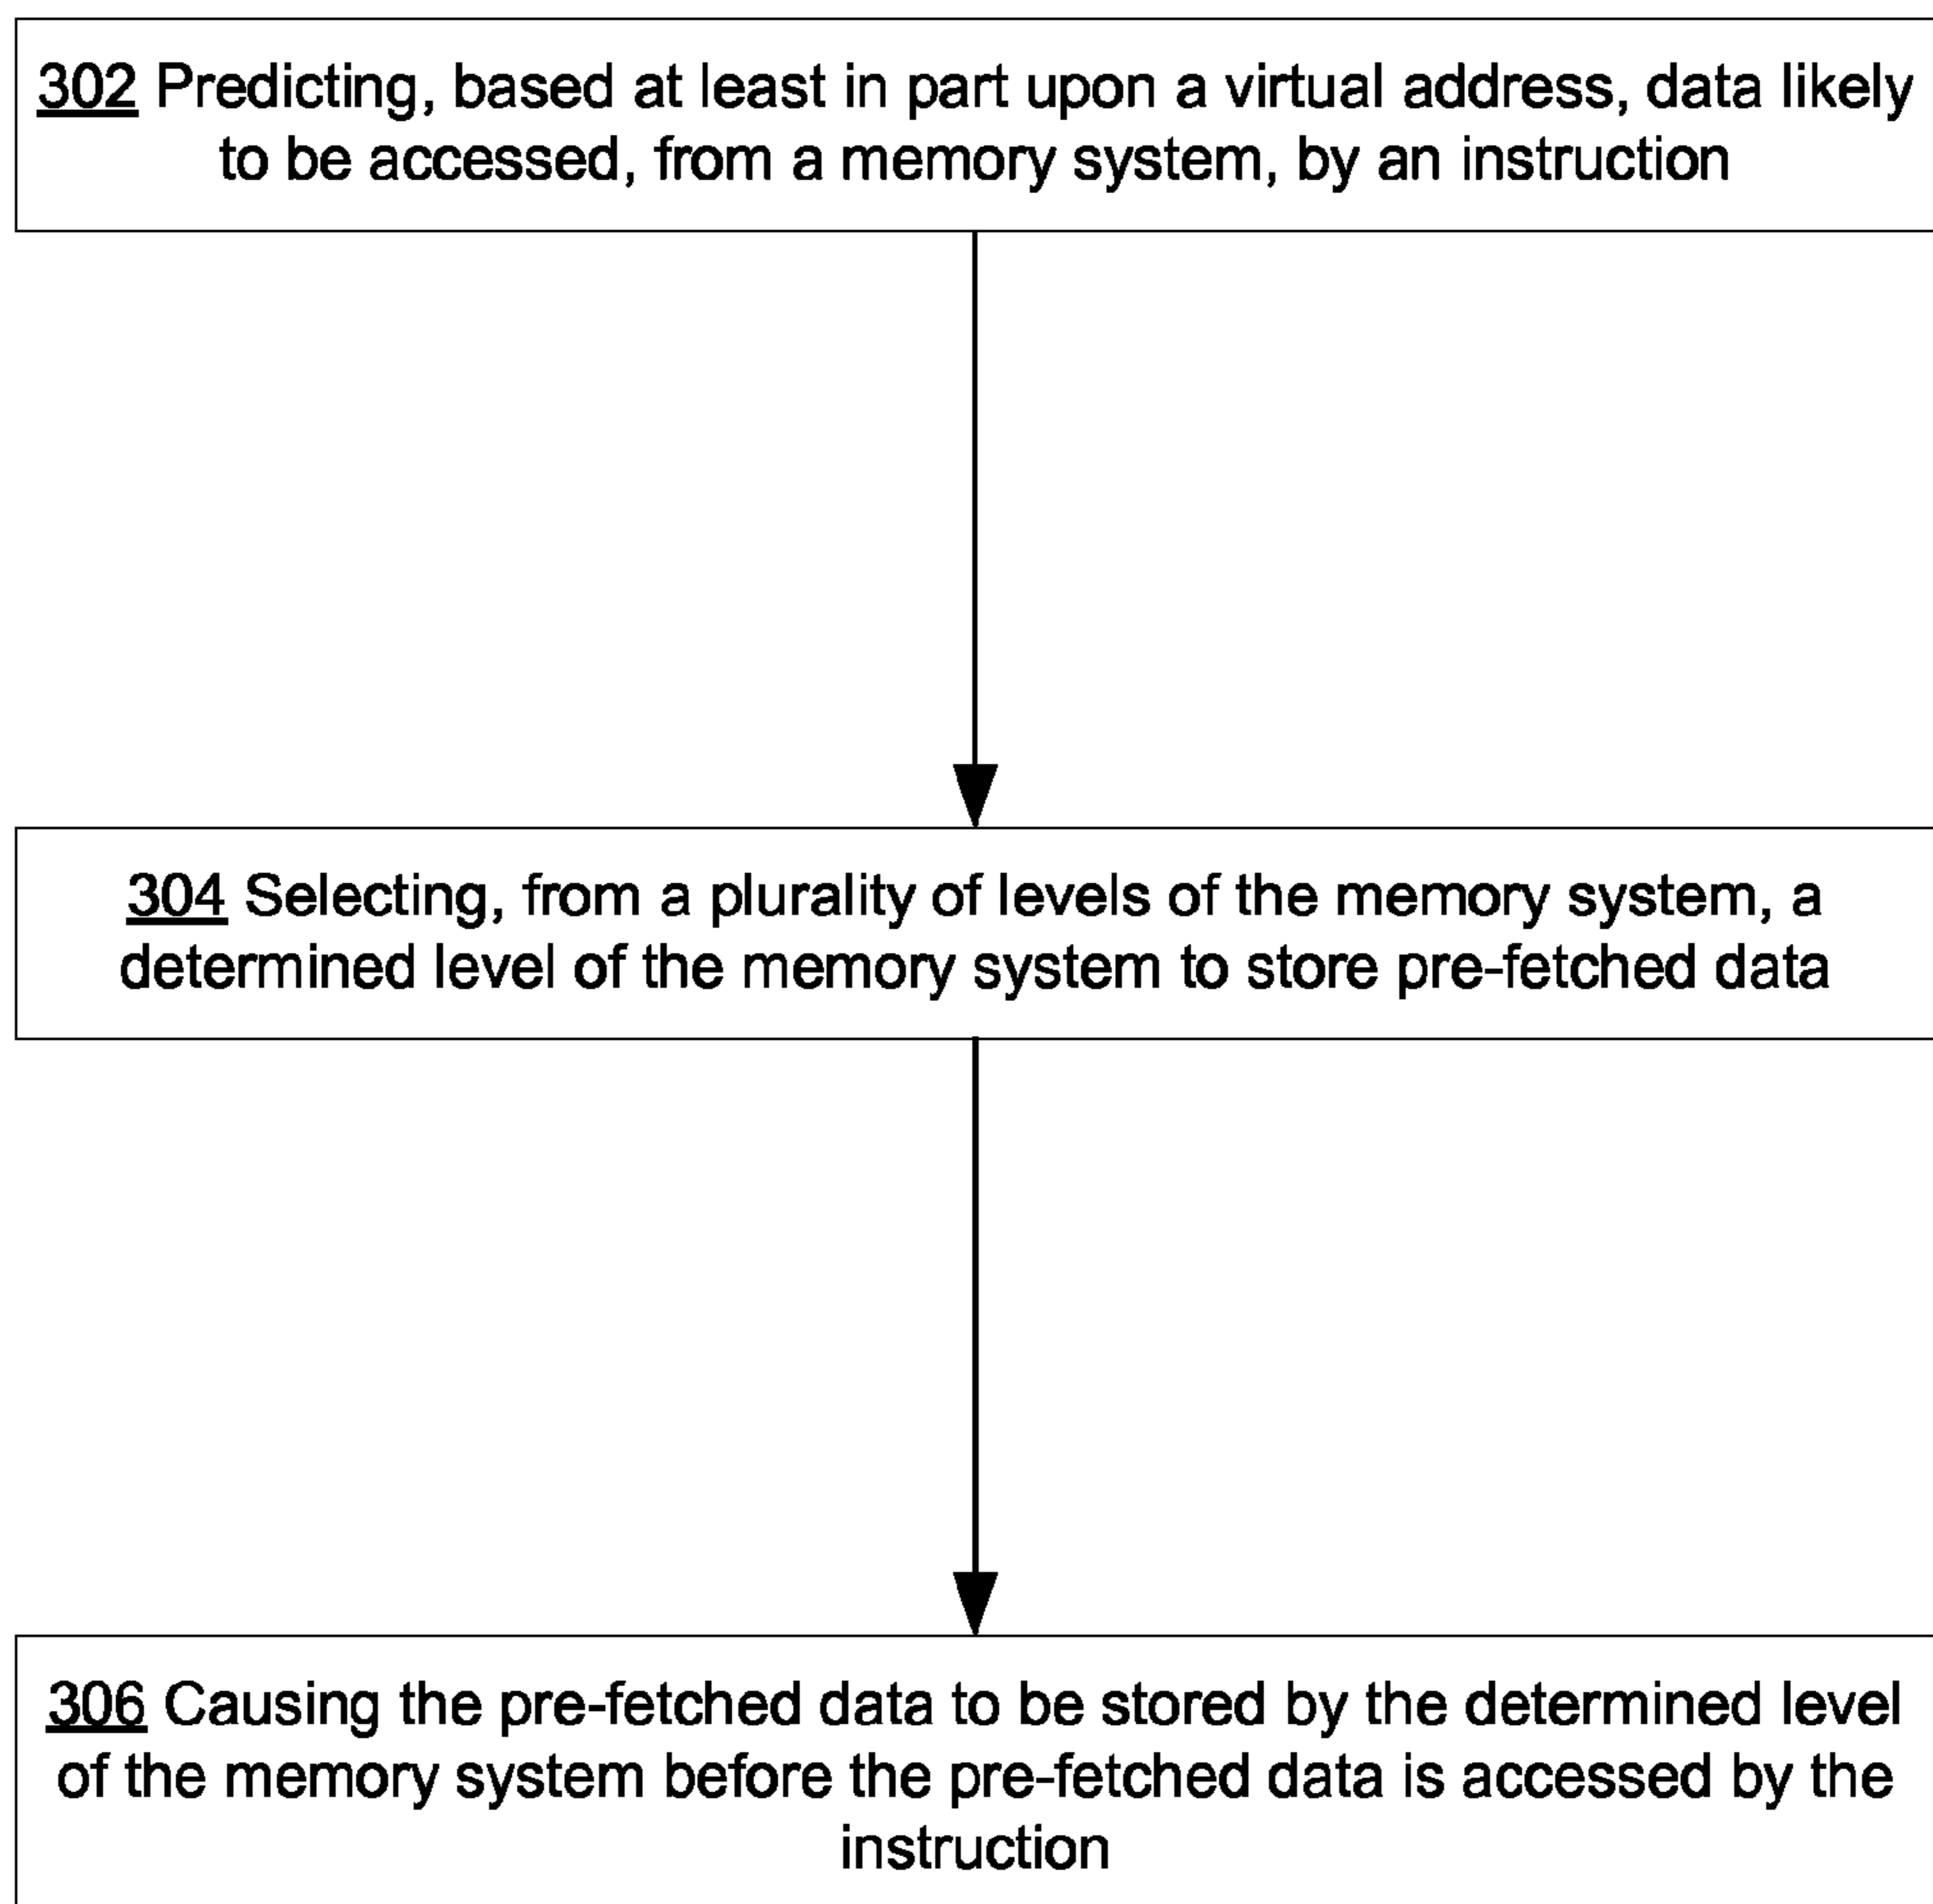 302 Predicting, based at least in part upon a virtual address, data likely
to be accessed, from a memory system, by an instruction
304 Selecting, from a plurality of levels of the memory system, a
determined level of the memory system to store pre-fetched data
306 Causing the pre-fetched data to be stored by the determined level
of the memory system before the pre-fetched data is accessed by the
instruction